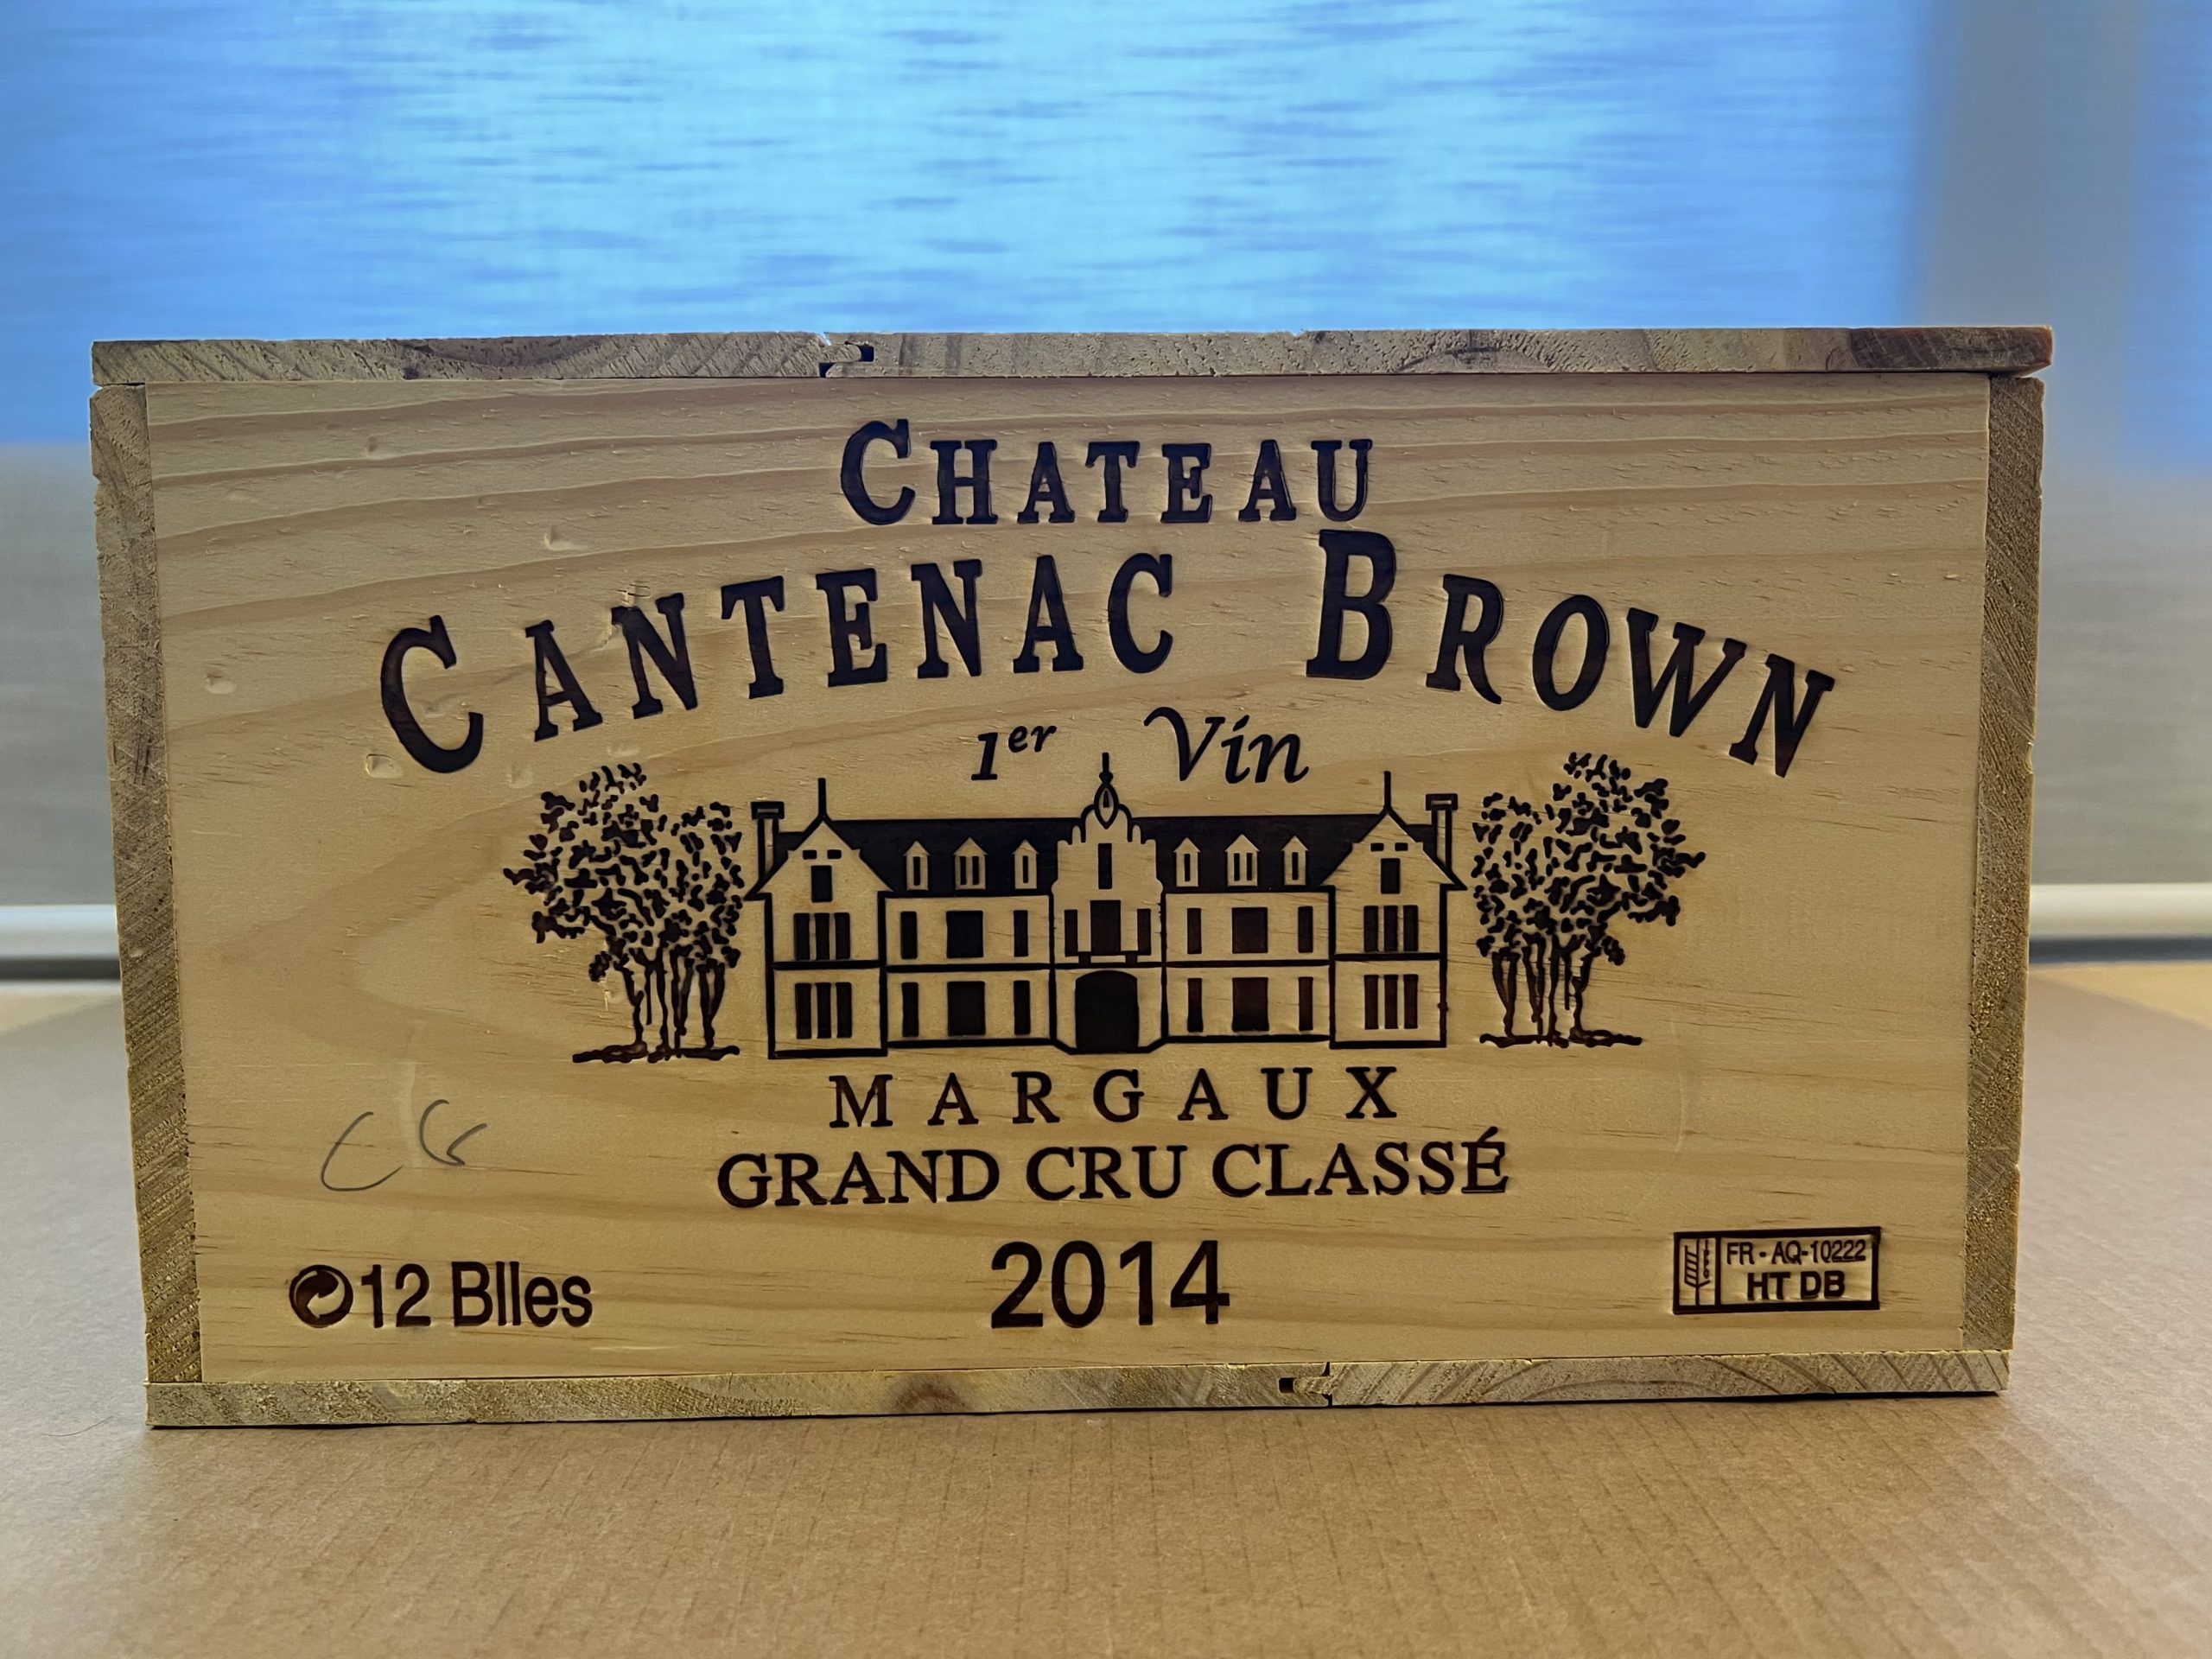 CHATEAU
CANTENAC BROWN
1er Vin
MARGAUX
GRAND CRU CLASSÉ
2014
12 Blles
FR - AQ-10222
HT DB